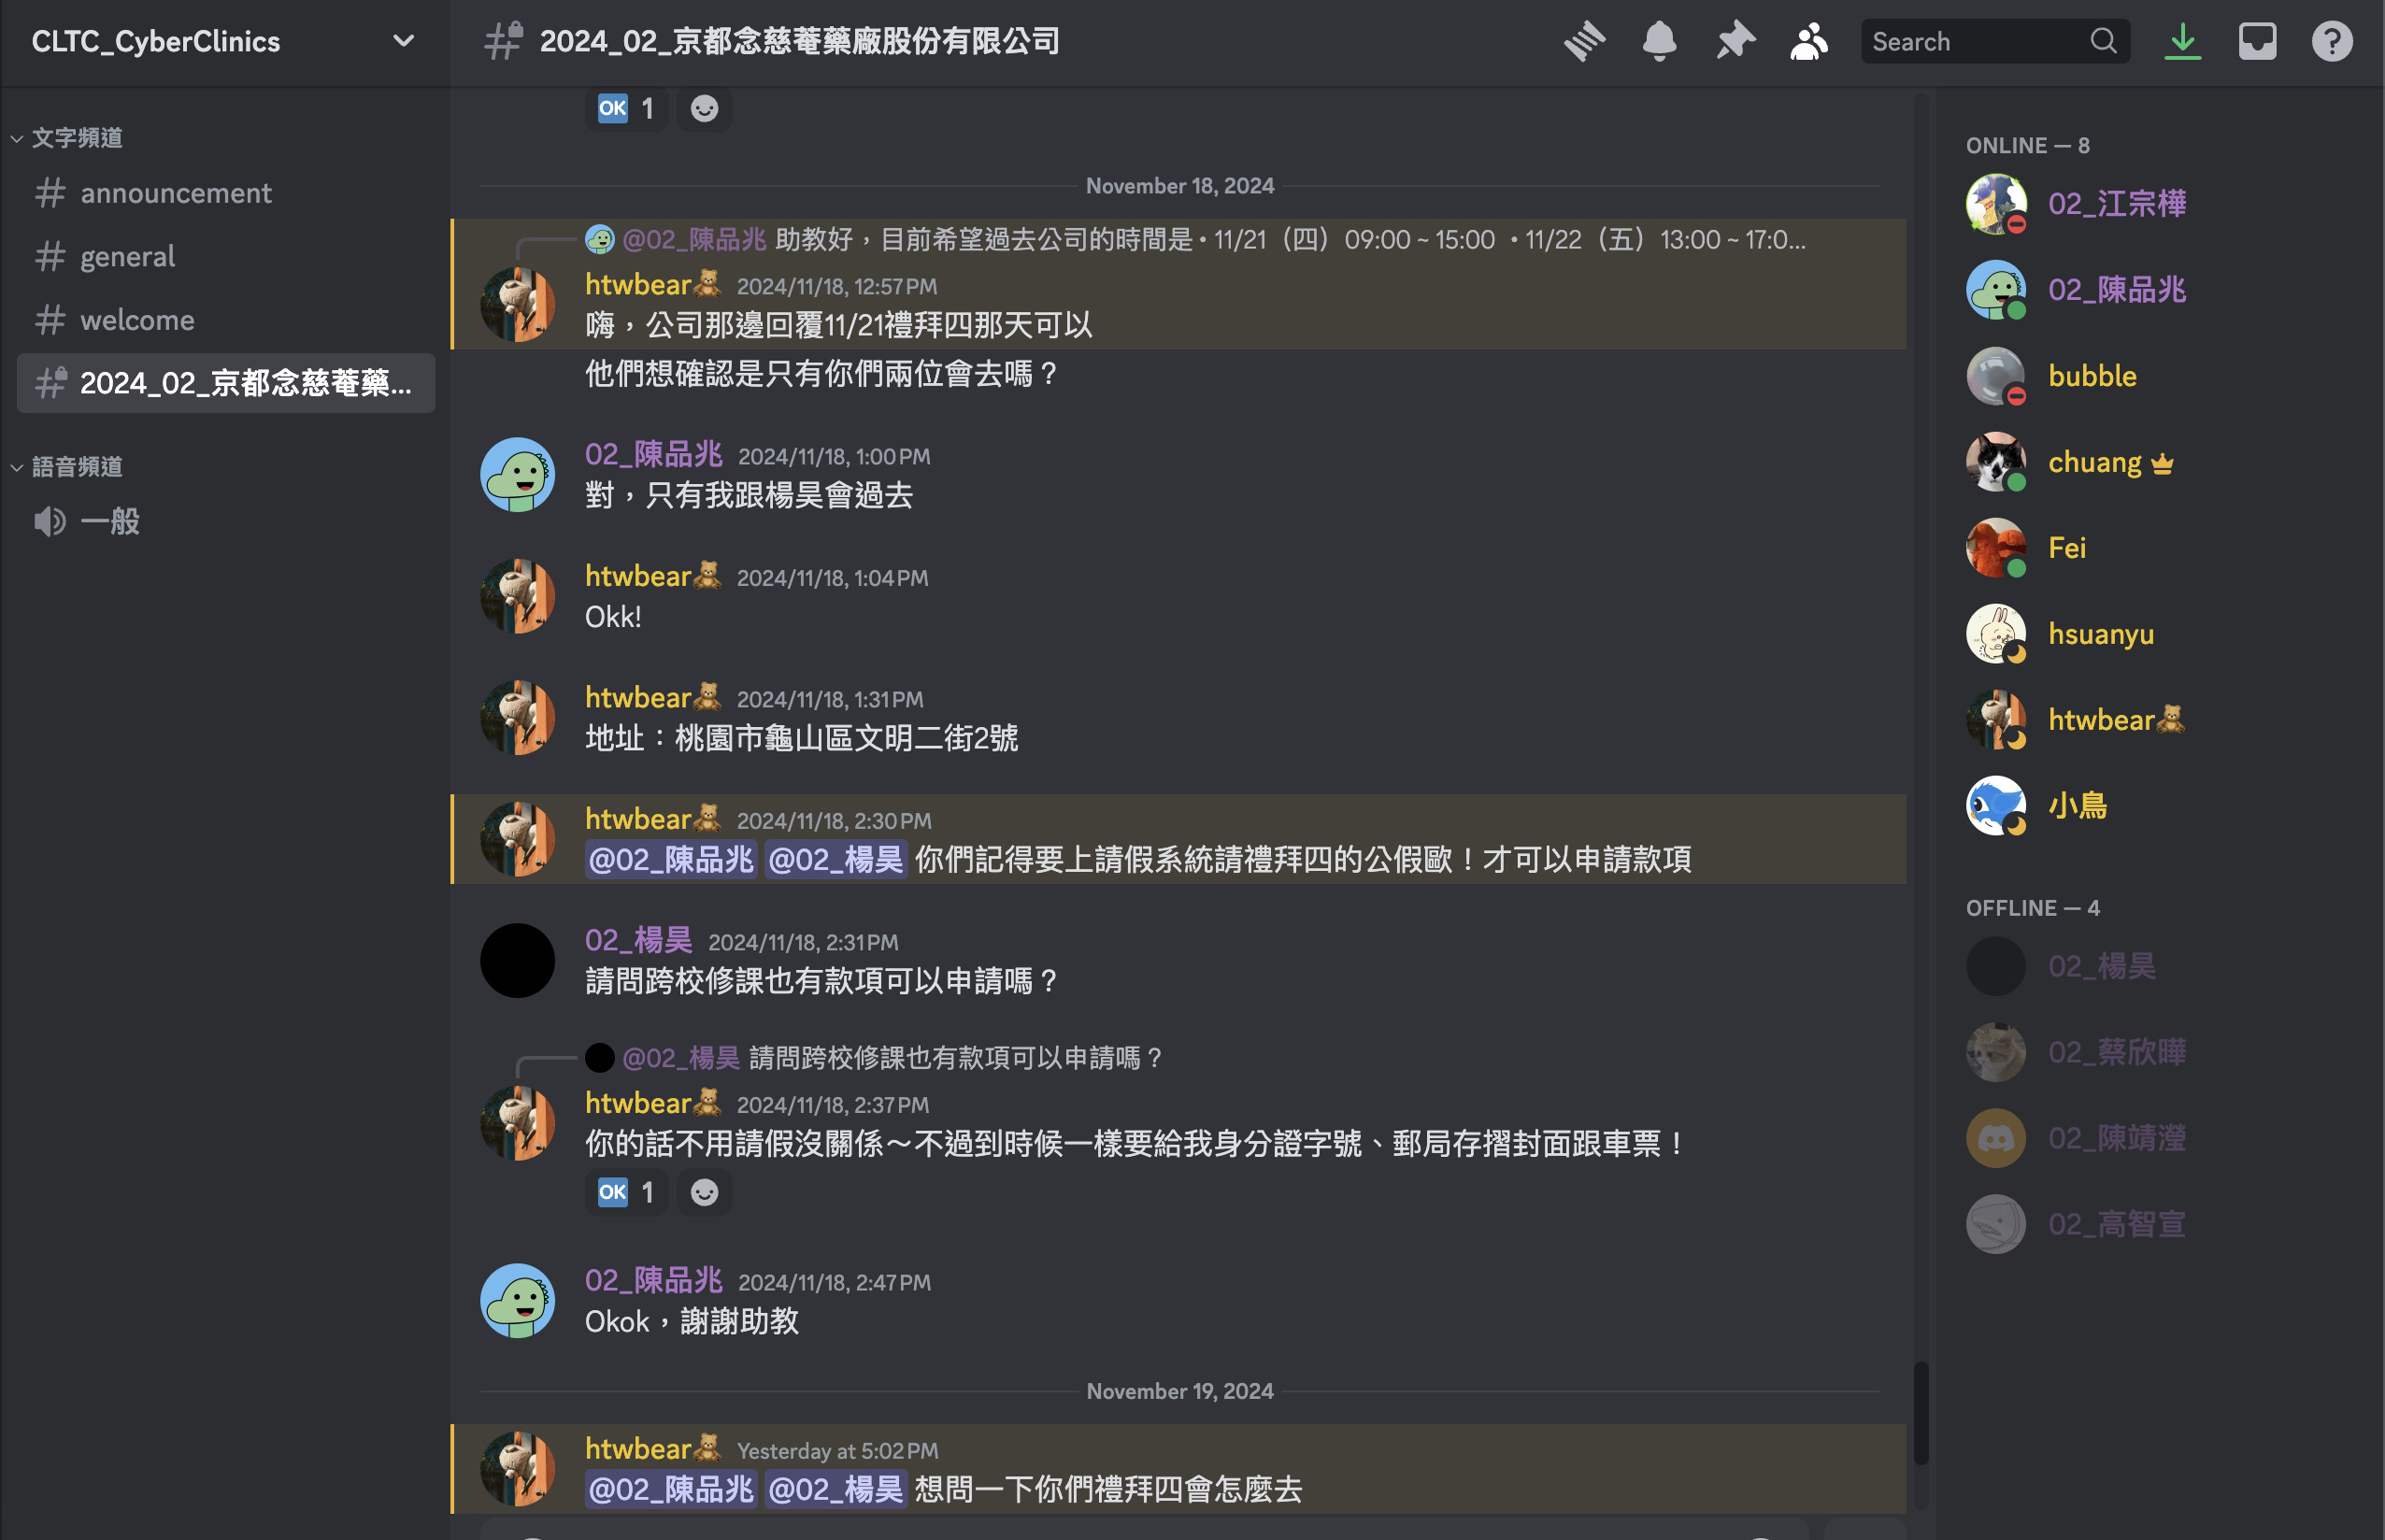 CLTC_CyberClinics
文字頻道
announcement
general
welcome
2024_02_京都念慈菴藥...
語音頻道
一般
2024_02_京都念慈菴藥廠股份有限公司
Search
OK 1
November 18, 2024
@02_陳品兆 助教好，目前希望過去公司的時間是 • 11/21（四）09:00 ~ 15:00 • 11/22（五）13:00 ~ 17:0...
htwbear🧸 2024/11/18, 12:57 PM
嗨，公司那邊回覆11/21禮拜四那天可以
他們想確認是只有你們兩位會去嗎？
02_陳品兆 2024/11/18, 1:00 PM
對，只有我跟楊昊會過去
htwbear🧸 2024/11/18, 1:04 PM
Okk!
htwbear🧸 2024/11/18, 1:31 PM
地址：桃園市龜山區文明二街2號
htwbear🧸 2024/11/18, 2:30 PM
@02_陳品兆 @02_楊昊 你們記得要上請假系統請禮拜四的公假歐！才可以申請款項
02_楊昊 2024/11/18, 2:31 PM
請問跨校修課也有款項可以申請嗎？
@02_楊昊 請問跨校修課也有款項可以申請嗎？
htwbear🧸 2024/11/18, 2:37 PM
你的話不用請假沒關係～不過到時候一樣要給我身分證字號、郵局存摺封面跟車票！
OK 1
02_陳品兆 2024/11/18, 2:47 PM
Okok，謝謝助教
November 19, 2024
htwbear🧸 Yesterday at 5:02 PM
@02_陳品兆 @02_楊昊 想問一下你們禮拜四會怎麼去
ONLINE — 8
02_江宗樺
02_陳品兆
bubble
chuang
Fei
hsuanyu
htwbear🧸
小鳥
OFFLINE — 4
02_楊昊
02_蔡欣曄
02_陳靖瀅
02_高智宣